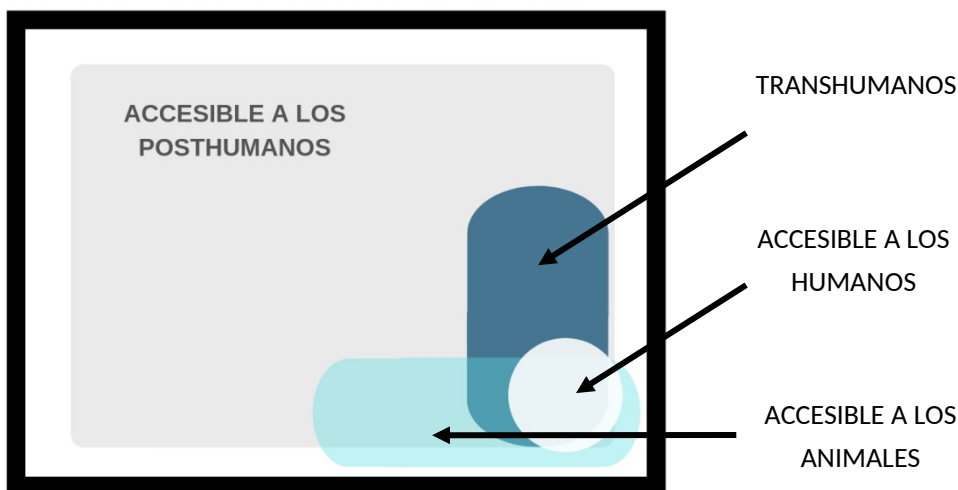 ACCESIBLE A LOS
POSTHUMANOS
TRANSHUMANOS
ACCESIBLE A LOS
HUMANOS
ACCESIBLE A LOS
ANIMALES